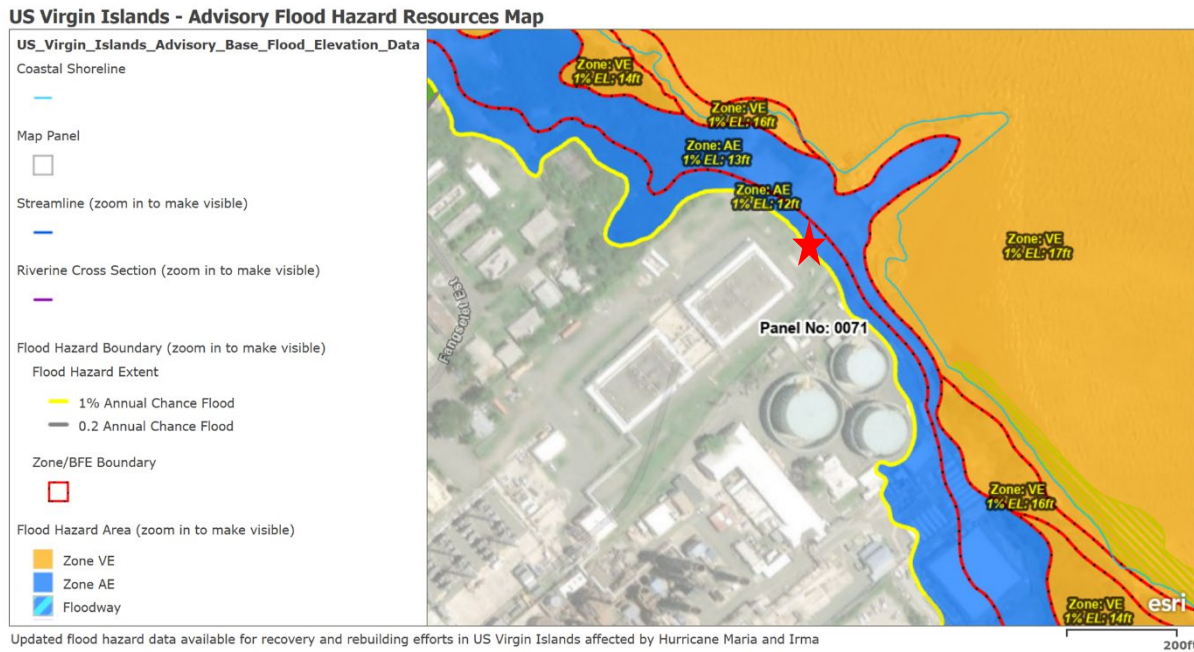 US Virgin Islands - Advisory Flood Hazard Resources Map
US_Virgin_Islands_Advisory_Base_Flood_Elevation_Data
Coastal Shoreline
Map Panel
Streamline (zoom in to make visible)
Riverine Cross Section (zoom in to make visible)
Flood Hazard Boundary (zoom in to make visible)
Flood Hazard Extent
1% Annual Chance Flood
0.2 Annual Chance Flood
Zone/BFE Boundary
Flood Hazard Area (zoom in to make visible)
Zone VE
Zone AE
Floodway
Zone: VE
1% EL: 14ft
Zone: VE
1% EL: 16ft
Zone: AE
1% EL: 13ft
Zone: AE
1% EL: 12ft
Zone: VE
1% EL: 17ft
Panel No: 0071
Zone: VE
1% EL: 16ft
Zone: VE
1% EL: 14ft
esri
Updated flood hazard data available for recovery and rebuilding efforts in US Virgin Islands affected by Hurricane Maria and Irma
200ft